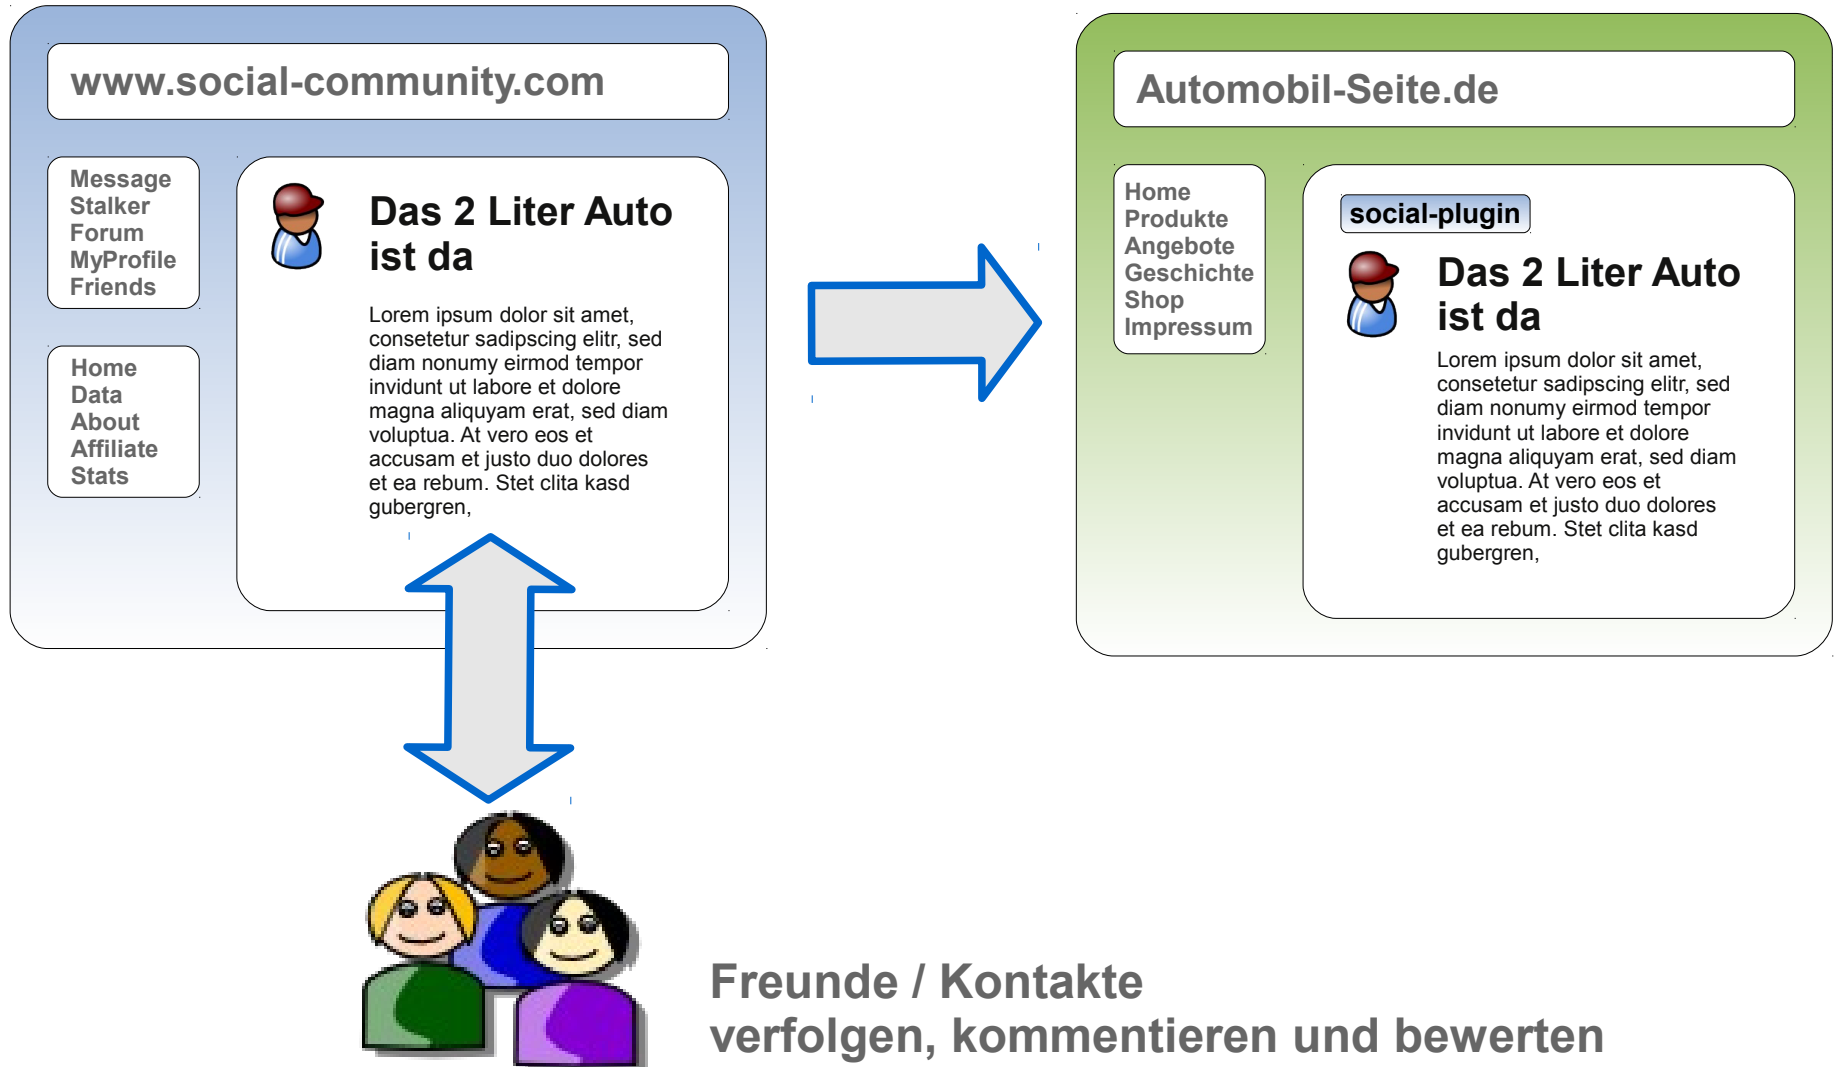 www.social-community.com
Message
Stalker
Forum
MyProfile
Friends
Home
Data
About
Affiliate
Stats
Das 2 Liter Auto
ist da
Lorem ipsum dolor sit amet,
consetetur sadipscing elitr, sed
diam nonumy eirmod tempor
invidunt ut labore et dolore
magna aliquyam erat, sed diam
voluptua. At vero eos et
accusam et justo duo dolores
et ea rebum. Stet clita kasd
gubergren,
Automobil-Seite.de
Home
Produkte
Angebote
Geschichte
Shop
Impressum
social-plugin
Das 2 Liter Auto
ist da
Lorem ipsum dolor sit amet,
consetetur sadipscing elitr, sed
diam nonumy eirmod tempor
invidunt ut labore et dolore
magna aliquyam erat, sed diam
voluptua. At vero eos et
accusam et justo duo dolores
et ea rebum. Stet clita kasd
gubergren,
Freunde / Kontakte
verfolgen, kommentieren und bewerten